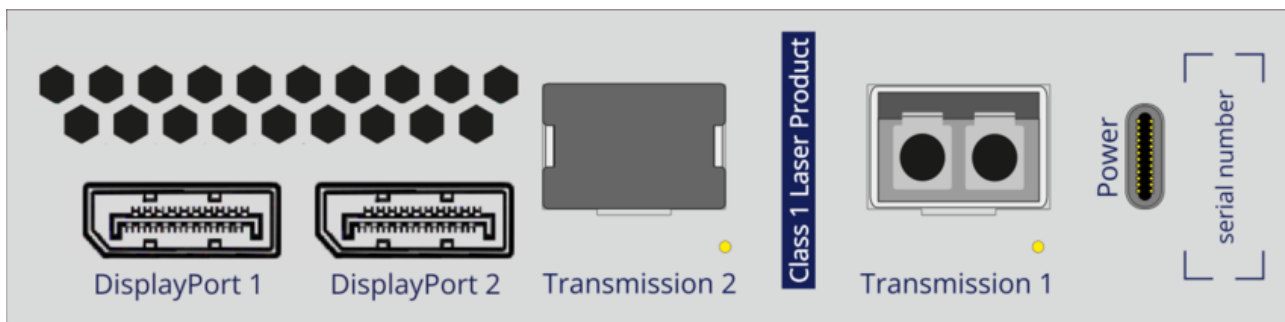 DisplayPort 1
DisplayPort 2
Transmission 2
Class 1 Laser Product
Transmission 1
Power
serial number